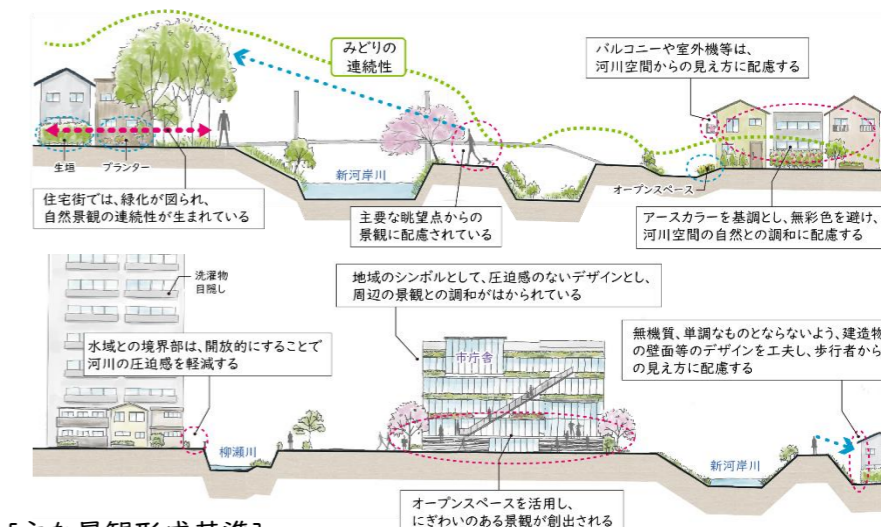 みどりの
連続性
バルコニーや室外機等は、
河川空間からの見え方に配慮する
生垣
プランター
新河岸川
オープンスペース
住宅街では、緑化が図られ、
自然景観の連続性が生まれている
主要な眺望点からの
景観に配慮されている
アースカラーを基調とし、無彩色を避け、
河川空間の自然との調和に配慮する
洗濯物
目隠し
地域のシンボルとして、圧迫感のないデザインとし、
周辺の景観との調和がはかられている
水域との境界部は、開放的にすることで
河川の圧迫感を軽減する
市庁舎
無機質、単調なものとならないよう、建造物
の壁面等のデザインを工夫し、歩行者から
の見え方に配慮する
柳瀬川
新河岸川
オープンスペースを活用し、
にぎわいのある景観が創出される